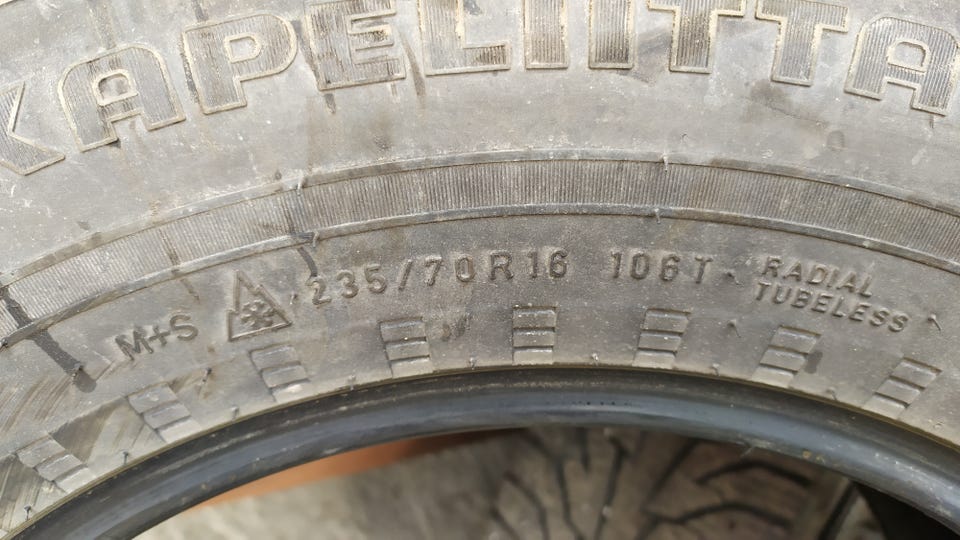 KAPELIITTA
M+S 235/70R16 106T RADIAL
TUBELESS